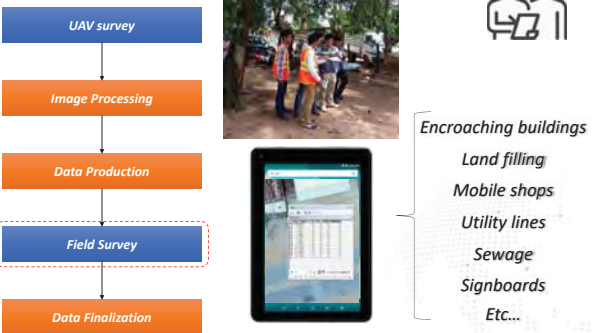 UAV survey
Image Processing
Data Production
Field Survey
Data Finalization
Encroaching buildings
Land filling
Mobile shops
Utility lines
Sewage
Signboards
Etc...